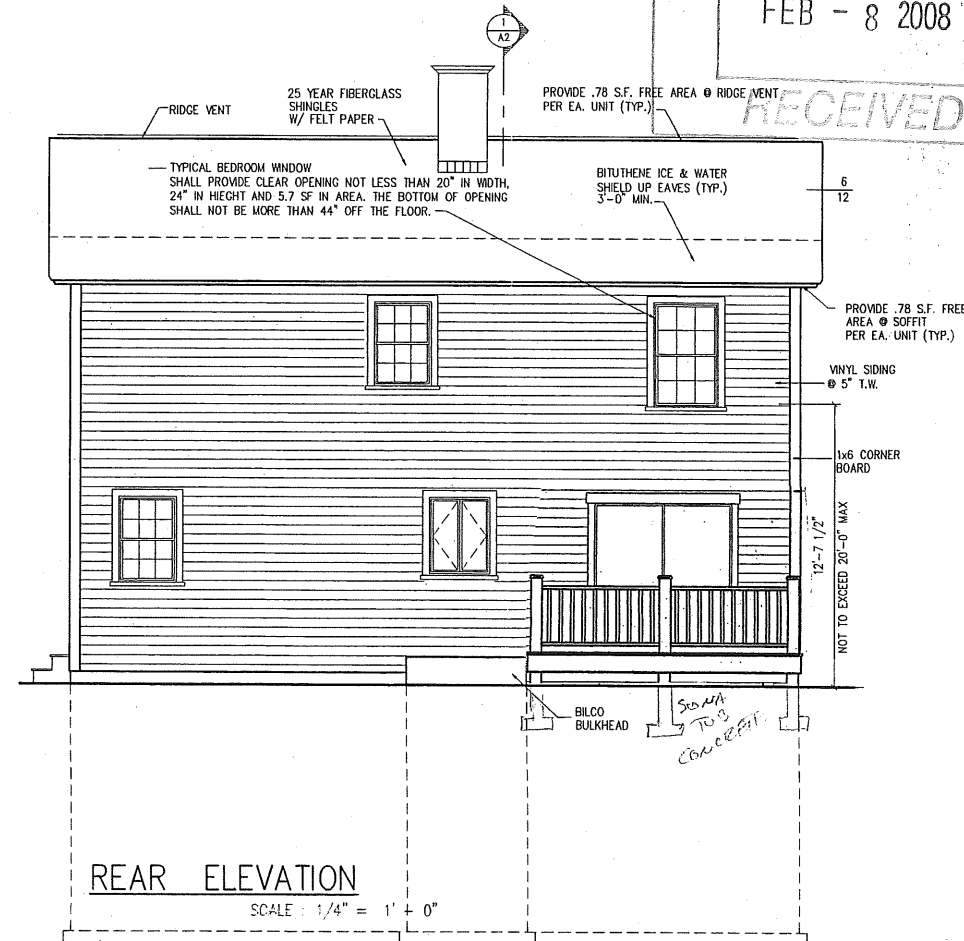 FEB - 8 2008
RECEIVED
1
A2
RIDGE VENT
25 YEAR FIBERGLASS
SHINGLES
W/ FELT PAPER
PROVIDE .78 S.F. FREE AREA @ RIDGE VENT
PER EA. UNIT (TYP.)
TYPICAL BEDROOM WINDOW
SHALL PROVIDE CLEAR OPENING NOT LESS THAN 20" IN WIDTH,
24" IN HIEGHT AND 5.7 SF IN AREA. THE BOTTOM OF OPENING
SHALL NOT BE MORE THAN 44" OFF THE FLOOR.
BITUTHENE ICE & WATER
SHIELD UP EAVES (TYP.)
3'-0" MIN.
6
12
PROVIDE .78 S.F. FREE
AREA @ SOFFIT
PER EA. UNIT (TYP.)
VINYL SIDING
@ 5" T.W.
1x6 CORNER
BOARD
12'-7 1/2"
NOT TO EXCEED 20'-0" MAX
BILCO
BULKHEAD
SONA
TUB
CONCRETE
REAR ELEVATION
SCALE : 1/4" = 1' + 0"